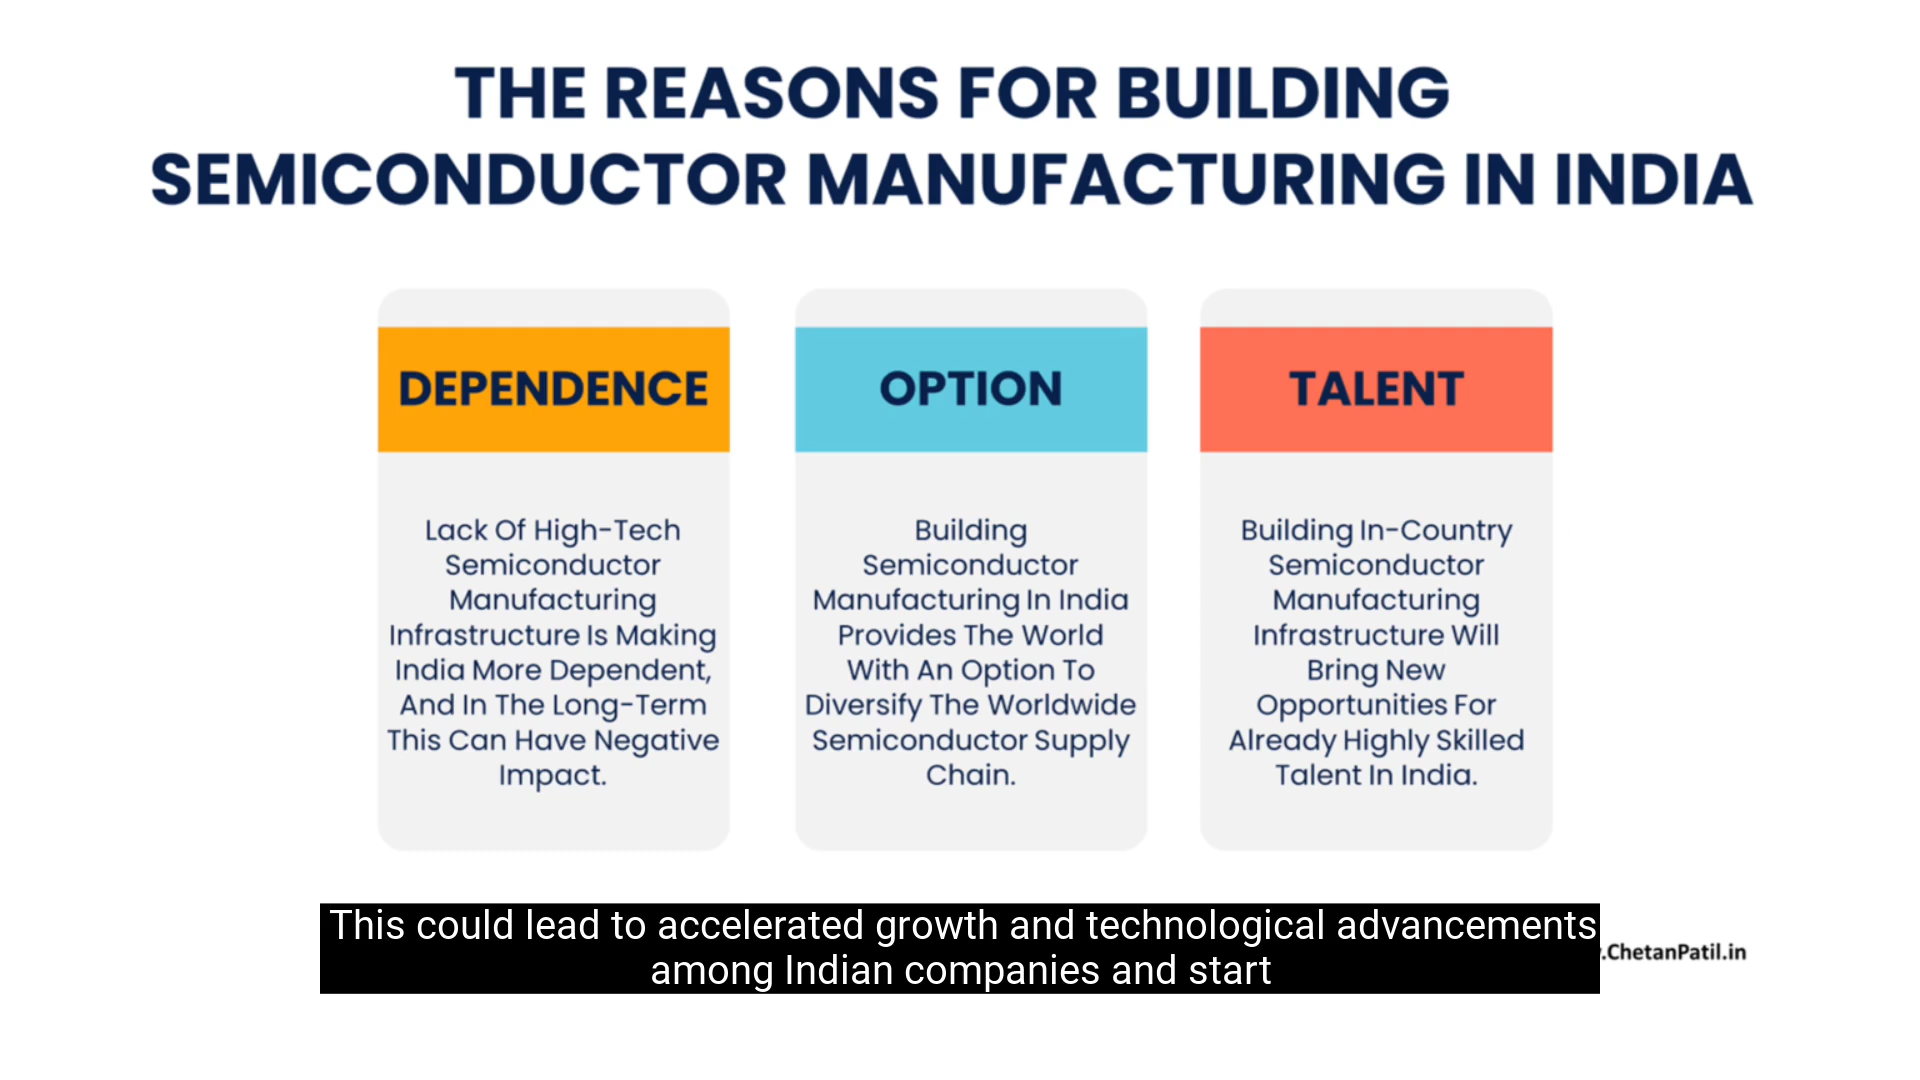 THE REASONS FOR BUILDING
SEMICONDUCTOR MANUFACTURING IN INDIA
DEPENDENCE
Lack Of High-Tech
Semiconductor
Manufacturing
Infrastructure Is Making
India More Dependent,
And In The Long-Term
This Can Have Negative
Impact.
OPTION
Building
Semiconductor
Manufacturing In India
Provides The World
With An Option To
Diversify The Worldwide
Semiconductor Supply
Chain.
TALENT
Building In-Country
Semiconductor
Manufacturing
Infrastructure Will
Bring New
Opportunities For
Already Highly Skilled
Talent In India.
This could lead to accelerated growth and technological advancements
among Indian companies and start
.ChetanPatil.in